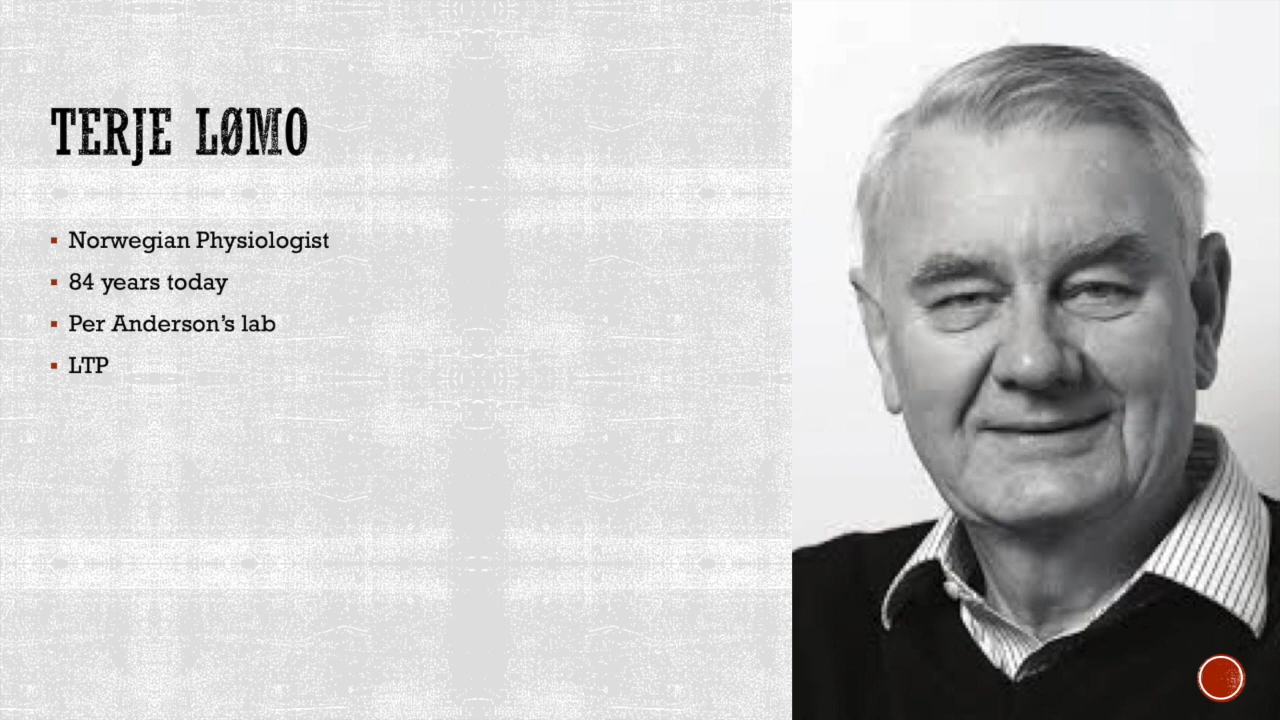 TERJE LØMO
Norwegian Physiologist
84 years today
Per Anderson's lab
LTP